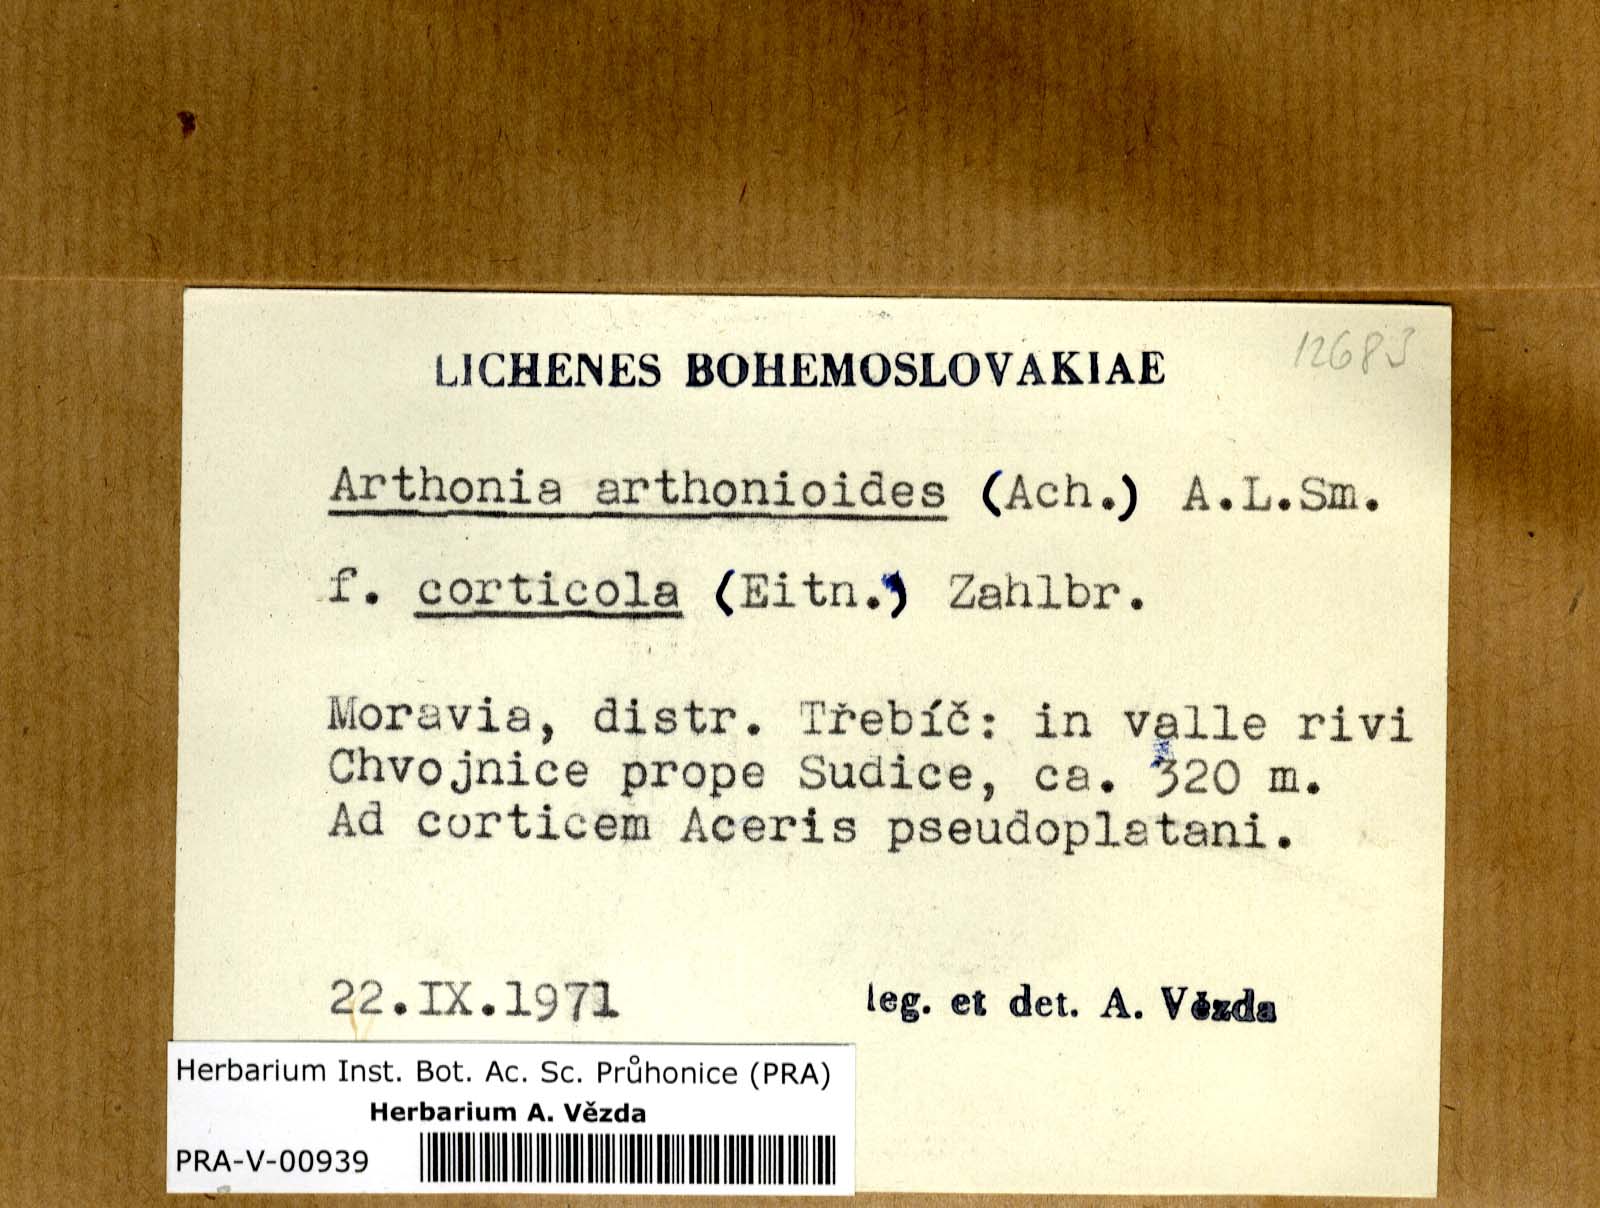 12683
LICHENES BOHEMOSLOVAKIAE
Arthonia arthonioides (Ach.) A.L.Sm.
f. corticola (Eitn.) Zahlbr.
Moravia, distr. Třebíč: in valle rivi
Chvojnice prope Sudice, ca. 320 m.
Ad corticem Aceris pseudoplatani.
22.IX.1971 leg. et det. A. Vězda
Herbarium Inst. Bot. Ac. Sc. Průhonice (PRA)
Herbarium A. Vězda
PRA-V-00939